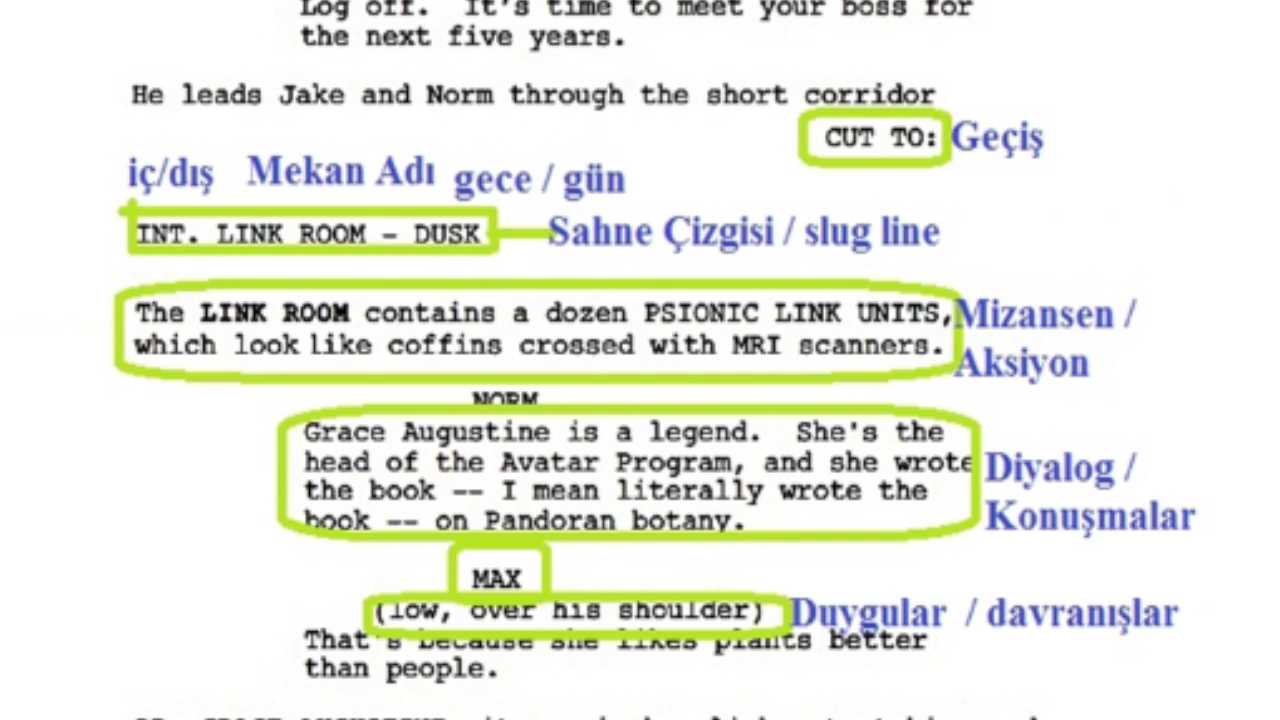 Log off.  It's time to meet your boss for
the next five years.
He leads Jake and Norm through the short corridor
CUT TO: Geçiş
iç/dış Mekan Adı gece / gün
INT. LINK ROOM – DUSK Sahne Çizgisi / slug line
The LINK ROOM contains a dozen PSIONIC LINK UNITS, Mizansen /
which look like coffins crossed with MRI scanners.
Aksiyon
NORM
Grace Augustine is a legend.  She's the
head of the Avatar Program, and she wrote Diyalog /
the book -- I mean literally wrote the
book -- on Pandoran botany. Konuşmalar
MAX
(low, over his shoulder) Duygular / davranışlar
That's because she likes plants better
than people.